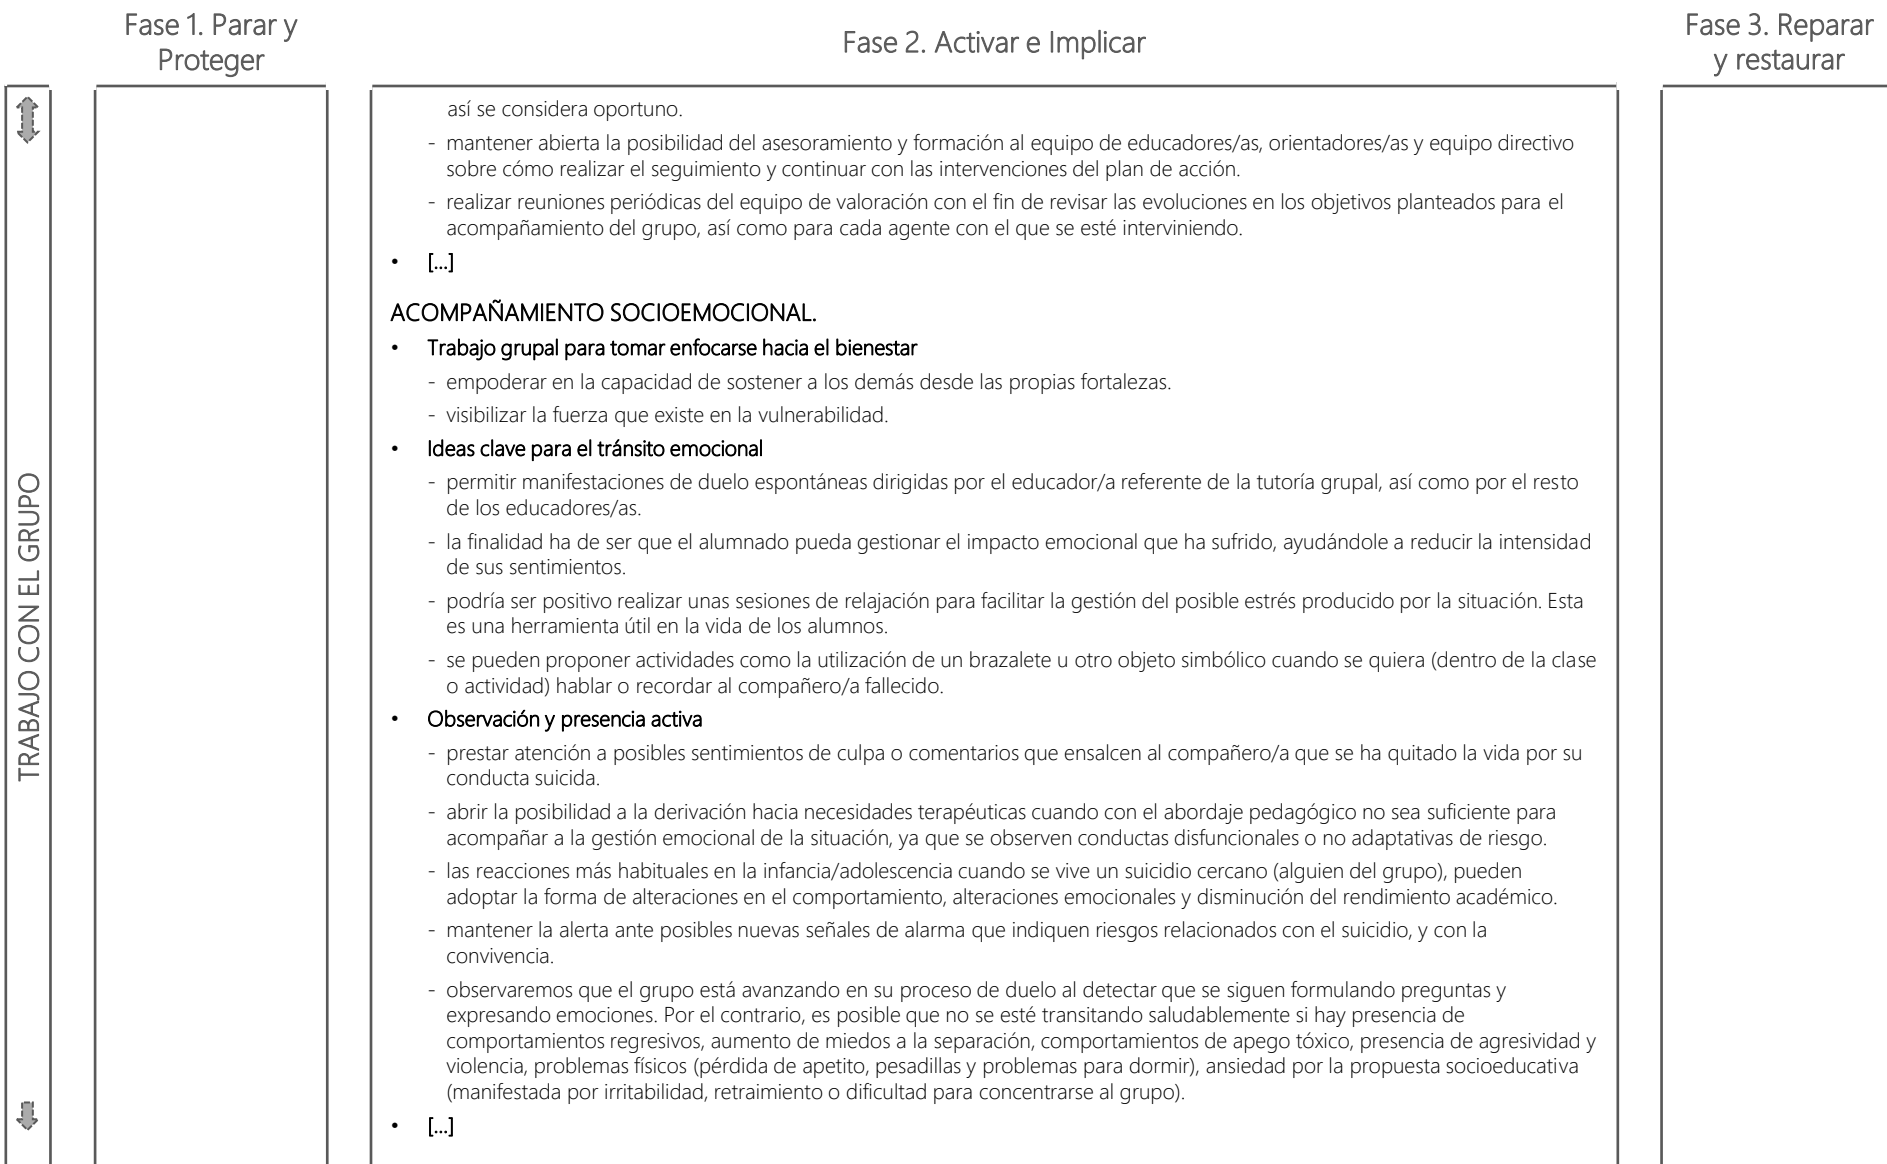 Fase 1. Parar y
Proteger
Fase 2. Activar e Implicar
Fase 3. Reparar
y restaurar
TRABAJO CON EL GRUPO
así se considera oportuno.
- mantener abierta la posibilidad del asesoramiento y formación al equipo de educadores/as, orientadores/as y equipo directivo
sobre cómo realizar el seguimiento y continuar con las intervenciones del plan de acción.
- realizar reuniones periódicas del equipo de valoración con el fin de revisar las evoluciones en los objetivos planteados para el
acompañamiento del grupo, así como para cada agente con el que se esté interviniendo.
• [...]
ACOMPAÑAMIENTO SOCIOEMOCIONAL.
• Trabajo grupal para tomar enfocarse hacia el bienestar
- empoderar en la capacidad de sostener a los demás desde las propias fortalezas.
- visibilizar la fuerza que existe en la vulnerabilidad.
• Ideas clave para el tránsito emocional
- permitir manifestaciones de duelo espontáneas dirigidas por el educador/a referente de la tutoría grupal, así como por el resto
de los educadores/as.
- la finalidad ha de ser que el alumnado pueda gestionar el impacto emocional que ha sufrido, ayudándole a reducir la intensidad
de sus sentimientos.
- podría ser positivo realizar unas sesiones de relajación para facilitar la gestión del posible estrés producido por la situación. Esta
es una herramienta útil en la vida de los alumnos.
- se pueden proponer actividades como la utilización de un brazalete u otro objeto simbólico cuando se quiera (dentro de la clase
o actividad) hablar o recordar al compañero/a fallecido.
• Observación y presencia activa
- prestar atención a posibles sentimientos de culpa o comentarios que ensalcen al compañero/a que se ha quitado la vida por su
conducta suicida.
- abrir la posibilidad a la derivación hacia necesidades terapéuticas cuando con el abordaje pedagógico no sea suficiente para
acompañar a la gestión emocional de la situación, ya que se observen conductas disfuncionales o no adaptativas de riesgo.
- las reacciones más habituales en la infancia/adolescencia cuando se vive un suicidio cercano (alguien del grupo), pueden
adoptar la forma de alteraciones en el comportamiento, alteraciones emocionales y disminución del rendimiento académico.
- mantener la alerta ante posibles nuevas señales de alarma que indiquen riesgos relacionados con el suicidio, y con la
convivencia.
- observaremos que el grupo está avanzando en su proceso de duelo al detectar que se siguen formulando preguntas y
expresando emociones. Por el contrario, es posible que no se esté transitando saludablemente si hay presencia de
comportamientos regresivos, aumento de miedos a la separación, comportamientos de apego tóxico, presencia de agresividad y
violencia, problemas físicos (pérdida de apetito, pesadillas y problemas para dormir), ansiedad por la propuesta socioeducativa
(manifestada por irritabilidad, retraimiento o dificultad para concentrarse al grupo).
• [...]